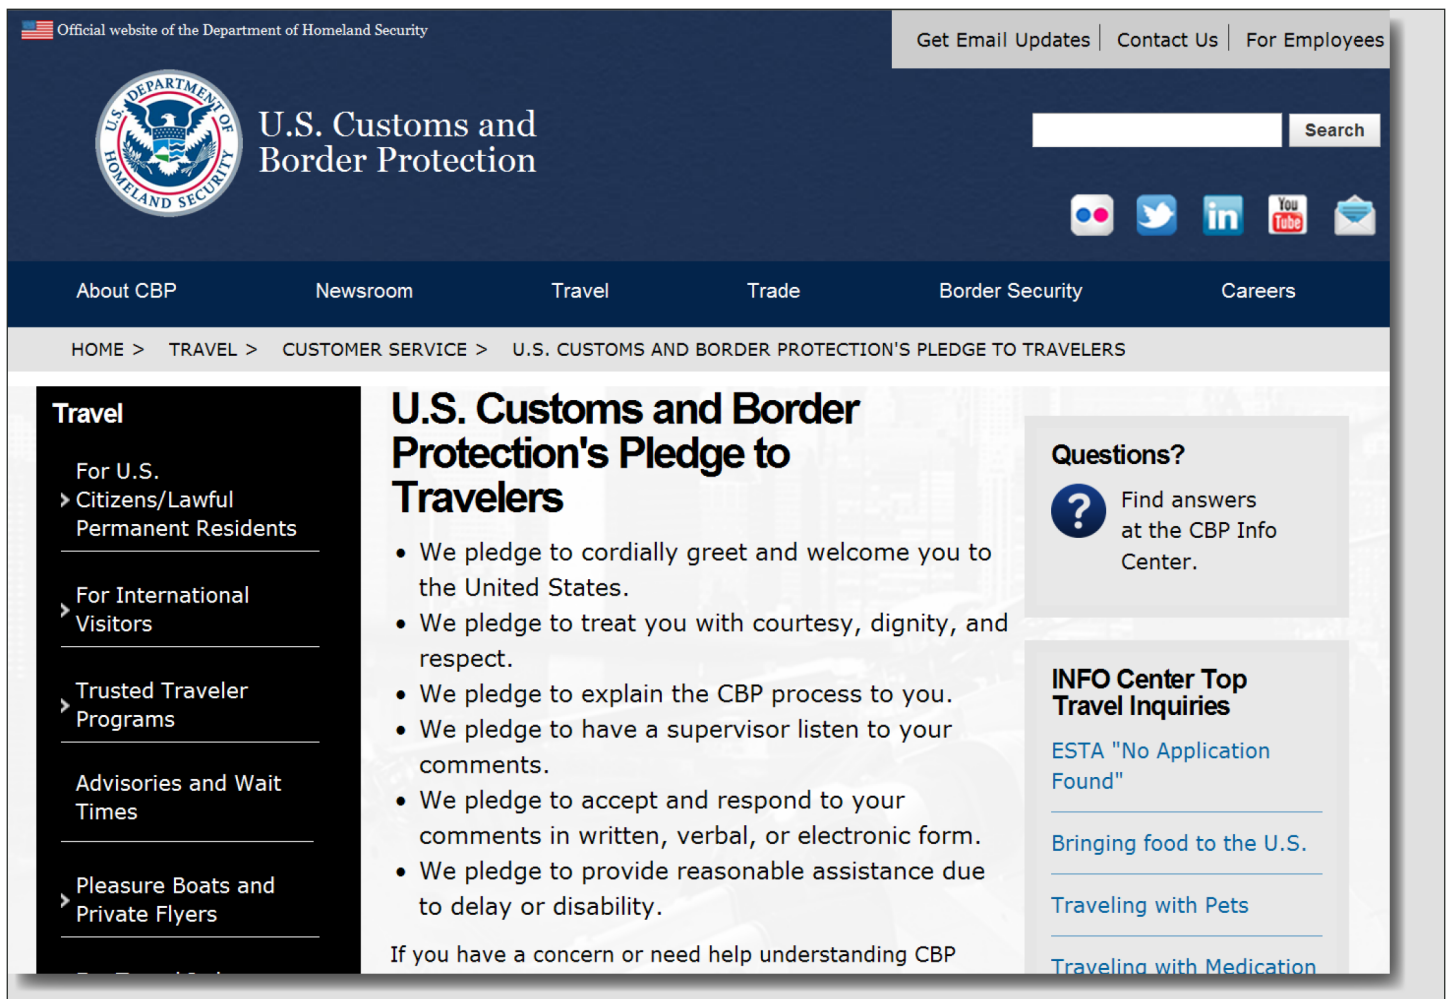 Official website of the Department of Homeland Security
Get Email Updates
Contact Us
For Employees
U.S. DEPARTMENT OF
HOMELAND SECURITY
U.S. Customs and
Border Protection
Search
You
Tube
in
About CBP
Newsroom
Travel
Trade
Border Security
Careers
HOME > TRAVEL > CUSTOMER SERVICE > U.S. CUSTOMS AND BORDER PROTECTION'S PLEDGE TO TRAVELERS
Travel
For U.S.
Citizens/Lawful
Permanent Residents
For International
Visitors
Trusted Traveler
Programs
Advisories and Wait
Times
Pleasure Boats and
Private Flyers
U.S. Customs and Border
Protection's Pledge to
Travelers
• We pledge to cordially greet and welcome you to
the United States.
• We pledge to treat you with courtesy, dignity, and
respect.
• We pledge to explain the CBP process to you.
• We pledge to have a supervisor listen to your
comments.
• We pledge to accept and respond to your
comments in written, verbal, or electronic form.
• We pledge to provide reasonable assistance due
to delay or disability.
If you have a concern or need help understanding CBP
Questions?
?
Find answers
at the CBP Info
Center.
INFO Center Top
Travel Inquiries
ESTA "No Application
Found"
Bringing food to the U.S.
Traveling with Pets
Traveling with Medication